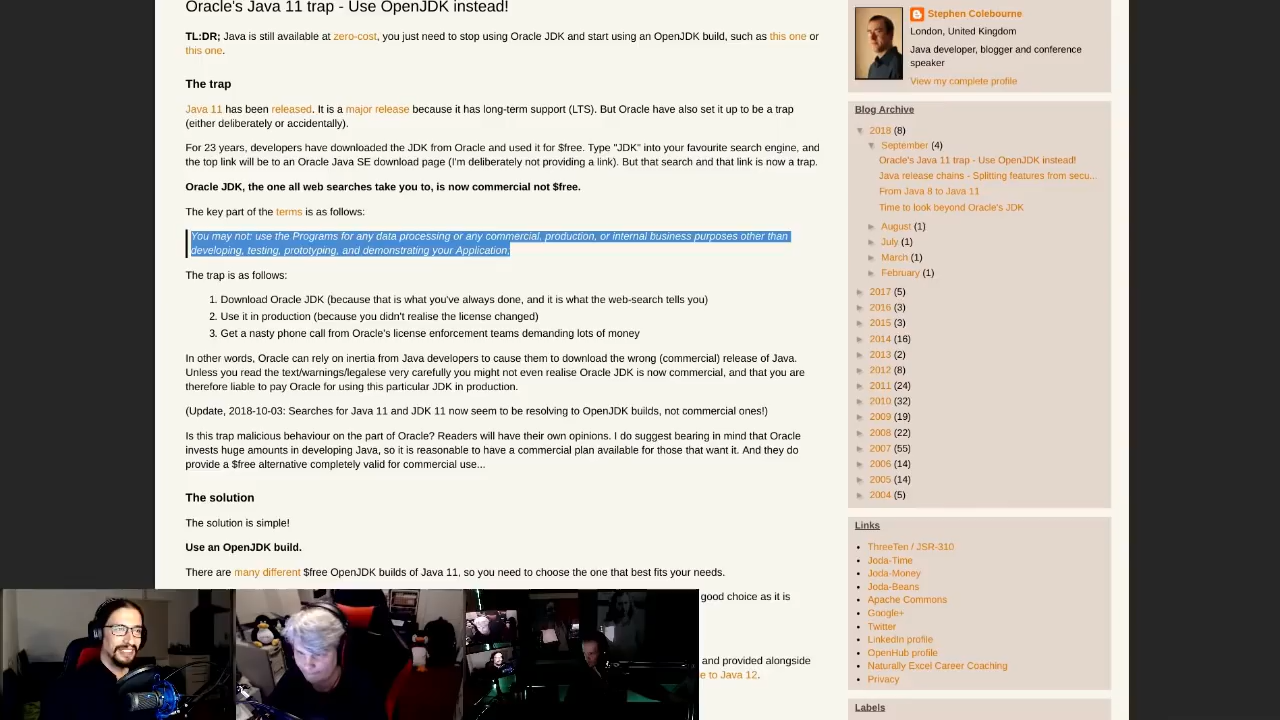 Oracle's Java 11 trap - Use OpenJDK instead!
TL:DR; Java is still available at zero-cost, you just need to stop using Oracle JDK and start using an OpenJDK build, such as this one or
this one.
The trap
Java 11 has been released. It is a major release because it has long-term support (LTS). But Oracle have also set it up to be a trap
(either deliberately or accidentally).
For 23 years, developers have downloaded the JDK from Oracle and used it for $free. Type "JDK" into your favourite search engine, and
the top link will be to an Oracle Java SE download page (I'm deliberately not providing a link). But that search and that link is now a trap.
Oracle JDK, the one all web searches take you to, is now commercial not $free.
The key part of the terms is as follows:
You may not: use the Programs for any data processing or any commercial, production, or internal business purposes other than
developing, testing, prototyping, and demonstrating your Application;
The trap is as follows:
1. Download Oracle JDK (because that is what you've always done, and it is what the web-search tells you)
2. Use it in production (because you didn't realise the license changed)
3. Get a nasty phone call from Oracle's license enforcement teams demanding lots of money
In other words, Oracle can rely on inertia from Java developers to cause them to download the wrong (commercial) release of Java.
Unless you read the text/warnings/legalese very carefully you might not even realise Oracle JDK is now commercial, and that you are
therefore liable to pay Oracle for using this particular JDK in production.
(Update, 2018-10-03: Searches for Java 11 and JDK 11 now seem to be resolving to OpenJDK builds, not commercial ones!)
Is this trap malicious behaviour on the part of Oracle? Readers will have their own opinions. I do suggest bearing in mind that Oracle
invests huge amounts in developing Java, so it is reasonable to have a commercial plan available for those that want it. And they do
provide a $free alternative completely valid for commercial use...
The solution
The solution is simple!
Use an OpenJDK build.
There are many different $free OpenJDK builds of Java 11, so you need to choose the one that best fits your needs.
good choice as it is
and provided alongside
e to Java 12.
Stephen Colebourne
London, United Kingdom
Java developer, blogger and conference
speaker
View my complete profile
Blog Archive
▼ 2018 (8)
▼ September (4)
Oracle's Java 11 trap - Use OpenJDK instead!
Java release chains - Splitting features from secu...
From Java 8 to Java 11
Time to look beyond Oracle's JDK
► August (1)
► July (1)
► March (1)
► February (1)
► 2017 (5)
► 2016 (3)
► 2015 (3)
► 2014 (16)
► 2013 (2)
► 2012 (8)
► 2011 (24)
► 2010 (32)
► 2009 (19)
► 2008 (22)
► 2007 (55)
► 2006 (14)
► 2005 (14)
► 2004 (5)
Links
• ThreeTen / JSR-310
• Joda-Time
• Joda-Money
• Joda-Beans
• Apache Commons
• Google+
• Twitter
• LinkedIn profile
• OpenHub profile
• Naturally Excel Career Coaching
• Privacy
Labels